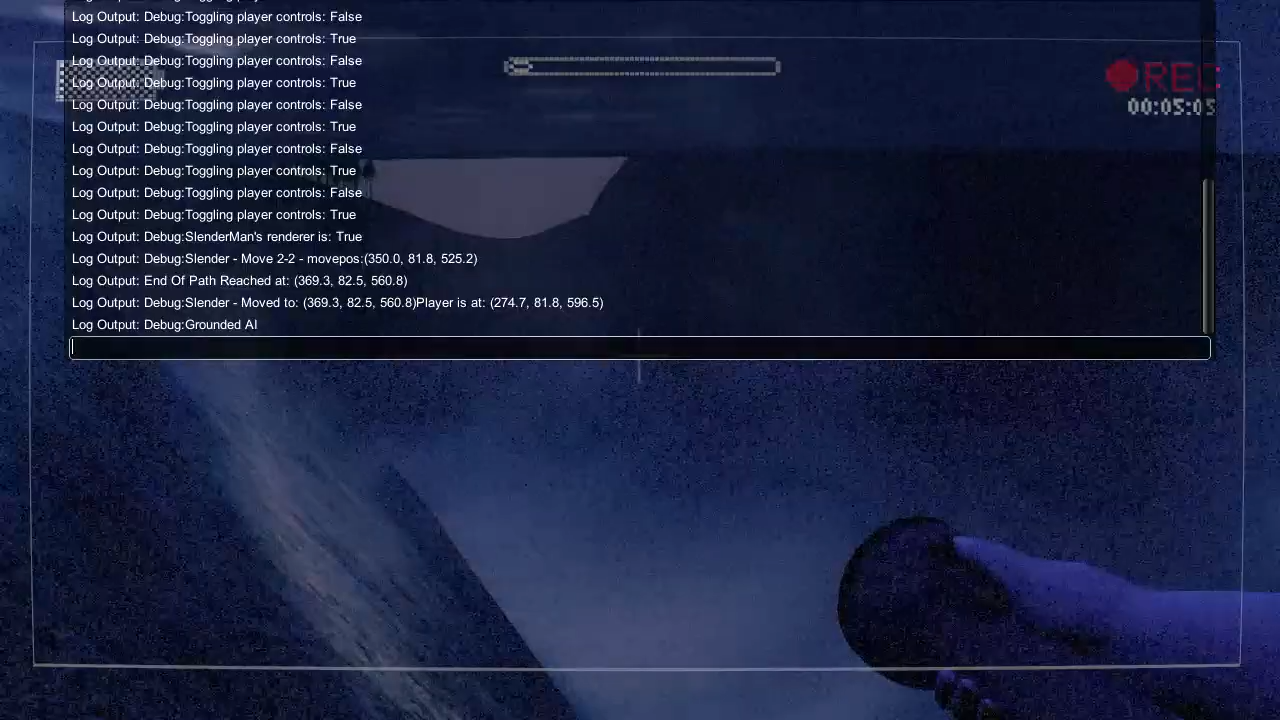 Log Output: Debug:Toggling player controls: False
Log Output: Debug:Toggling player controls: True
Log Output: Debug:Toggling player controls: False
Log Output: Debug:Toggling player controls: True
Log Output: Debug:Toggling player controls: False
Log Output: Debug:Toggling player controls: True
Log Output: Debug:Toggling player controls: False
Log Output: Debug:Toggling player controls: True
Log Output: Debug:Toggling player controls: False
Log Output: Debug:Toggling player controls: True
Log Output: Debug:SlenderMan's renderer is: True
Log Output: Debug:Slender - Move 2-2 - movepos:(350.0, 81.8, 525.2)
Log Output: End Of Path Reached at: (369.3, 82.5, 560.8)
Log Output: Debug:Slender - Moved to: (369.3, 82.5, 560.8)Player is at: (274.7, 81.8, 596.5)
Log Output: Debug:Grounded AI
REC
00:05:05